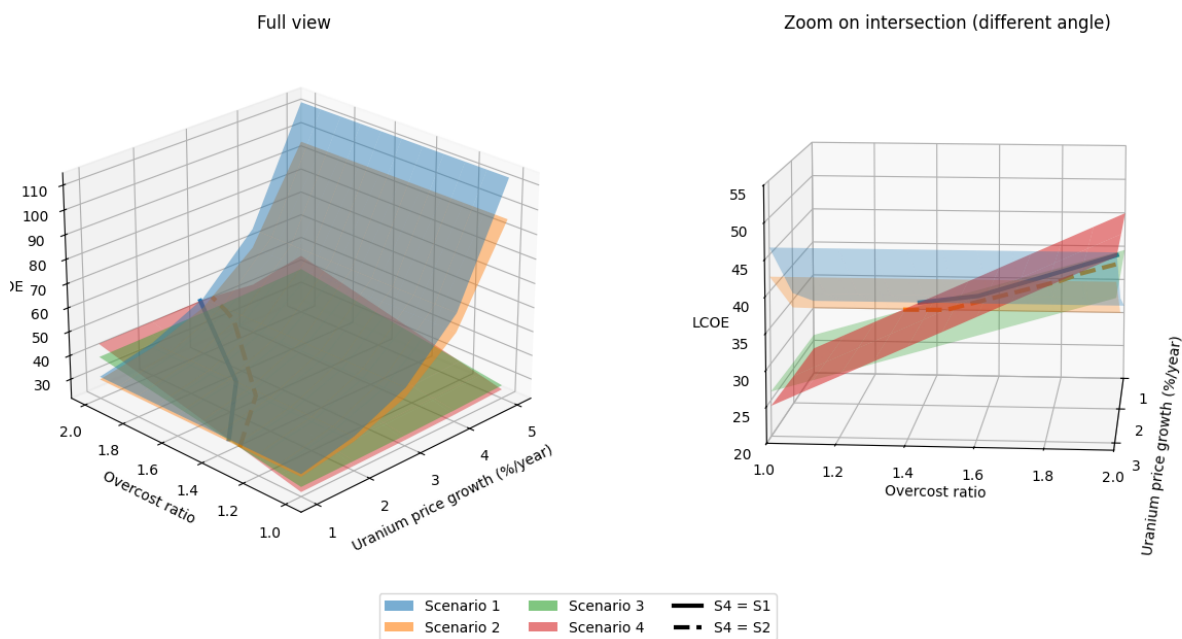 Full view
Zoom on intersection (different angle)
110
100
90
80
70
60
50
40
30
OE
2.0
1.8
1.6
1.4
1.2
1.0
Overcost ratio
1
2
3
4
5
Uranium price growth (%/year)
55
50
45
40
35
30
25
20
LCOE
1.0
1.2
1.4
1.6
1.8
2.0
Overcost ratio
1
2
3
Uranium price growth (%/year)
Scenario 1
Scenario 2
Scenario 3
Scenario 4
S4 = S1
S4 = S2